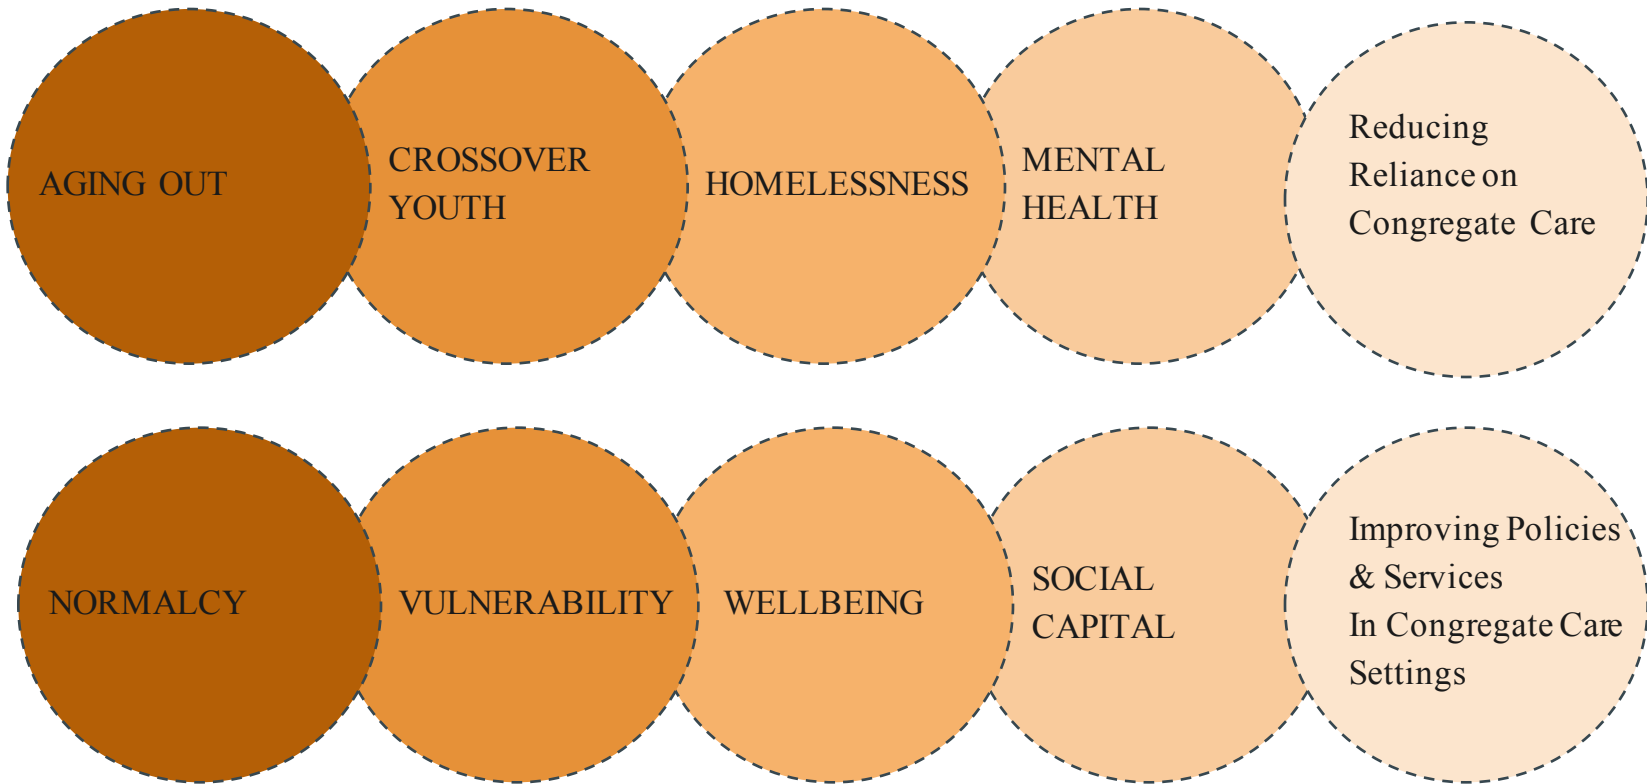 AGING OUT
CROSSOVER
YOUTH
HOMELESSNESS
MENTAL
HEALTH
Reducing
Reliance on
Congregate Care
NORMALCY
VULNERABILITY
WELLBEING
SOCIAL
CAPITAL
Improving Policies
& Services
In Congregate Care
Settings